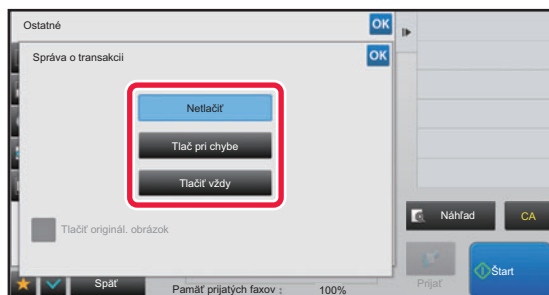 Ostatné
OK
Správa o transakcii
OK
Netlačiť
Tlač pri chybe
Tlačiť vždy
Tlačiť originál. obrázok
Náhľad
CA
Späť
Pamäť prijatých faxov :
100%
Prijať
Štart